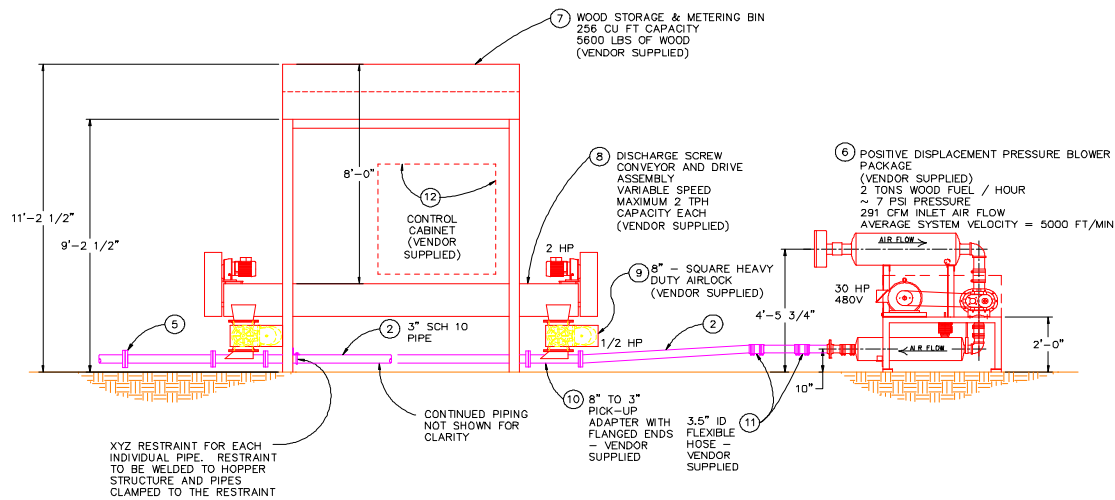 7
WOOD STORAGE & METERING BIN
256 CU FT CAPACITY
5600 LBS OF WOOD
(VENDOR SUPPLIED)
11'-2 1/2"
9'-2 1/2"
8'-0"
12
CONTROL
CABINET
(VENDOR
SUPPLIED)
8
DISCHARGE SCREW
CONVEYOR AND DRIVE
ASSEMBLY
VARIABLE SPEED
MAXIMUM 2 TPH
CAPACITY EACH
(VENDOR SUPPLIED)
6
POSITIVE DISPLACEMENT PRESSURE BLOWER
PACKAGE
(VENDOR SUPPLIED)
2 TONS WOOD FUEL / HOUR
~ 7 PSI PRESSURE
291 CFM INLET AIR FLOW
AVERAGE SYSTEM VELOCITY = 5000 FT/MIN
AIR FLOW
2 HP
9
8" - SQUARE HEAVY
DUTY AIRLOCK
(VENDOR SUPPLIED)
30 HP
480V
4'-5 3/4"
5
2
3" SCH 10
PIPE
1/2 HP
2
2'-0"
AIR FLOW
10"
10
8" TO 3"
PICK-UP
ADAPTER WITH
FLANGED ENDS
- VENDOR
SUPPLIED
3.5" ID
FLEXIBLE
HOSE -
VENDOR
SUPPLIED
11
CONTINUED PIPING
NOT SHOWN FOR
CLARITY
XYZ RESTRAINT FOR EACH
INDIVIDUAL PIPE. RESTRAINT
TO BE WELDED TO HOPPER
STRUCTURE AND PIPES
CLAMPED TO THE RESTRAINT